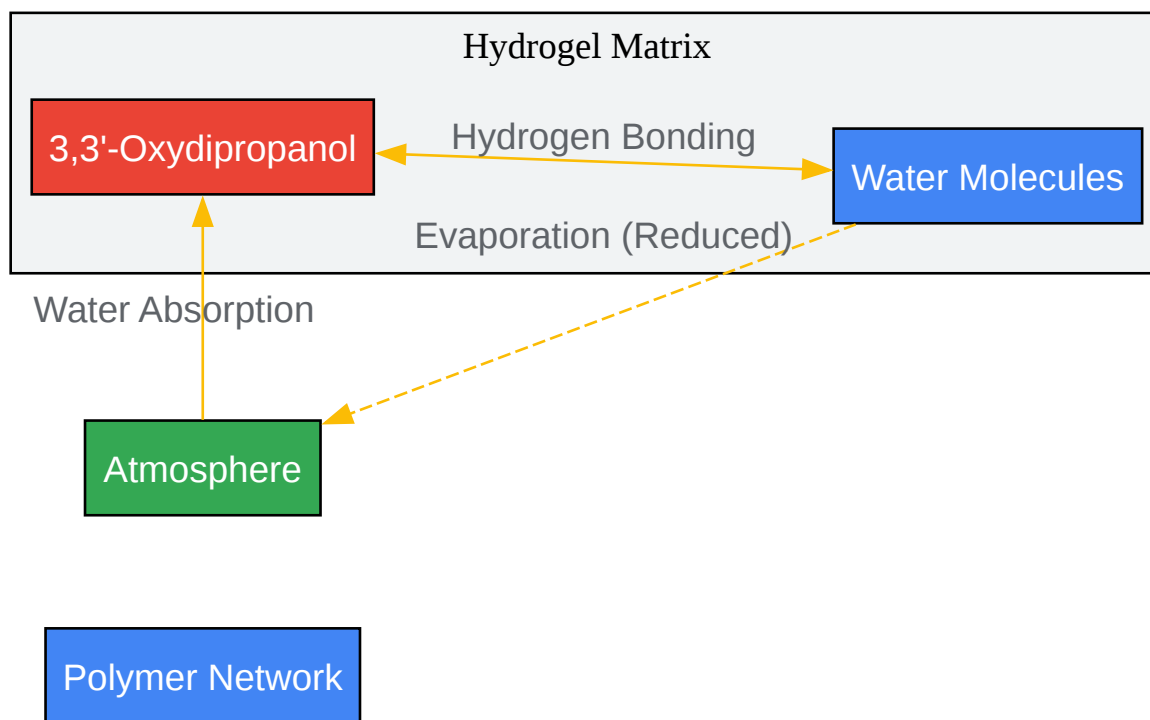 Hydrogel Matrix
3,3'-Oxydipropanol
Hydrogen Bonding
Water Molecules
Evaporation (Reduced)
Water Absorption
Atmosphere
Polymer Network